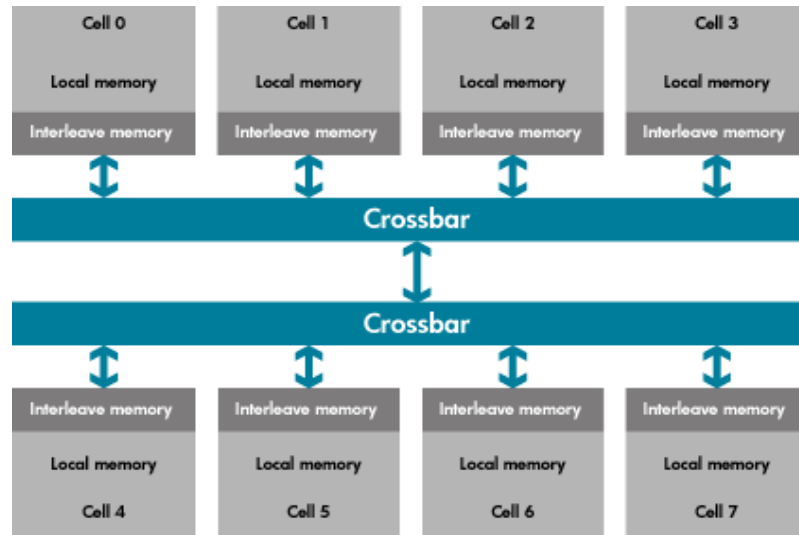 Cell 0 Cell 1 Cell 2 Cell 3
Local memory Local memory Local memory Local memory
Interleave memory Interleave memory Interleave memory Interleave memory
Crossbar
Crossbar
Interleave memory Interleave memory Interleave memory Interleave memory
Local memory Local memory Local memory Local memory
Cell 4 Cell 5 Cell 6 Cell 7